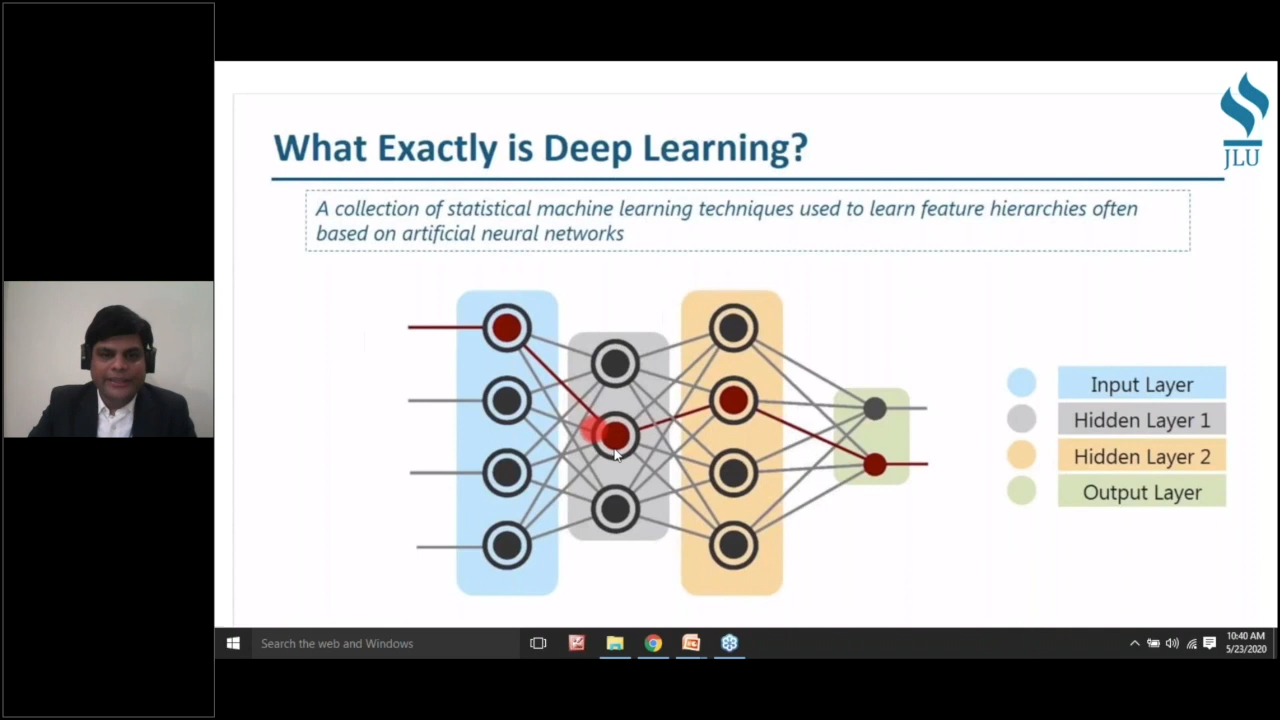 What Exactly is Deep Learning?
JLU
A collection of statistical machine learning techniques used to learn feature hierarchies often
based on artificial neural networks
Input Layer
Hidden Layer 1
Hidden Layer 2
Output Layer
Search the web and Windows
10:40 AM
5/23/2020